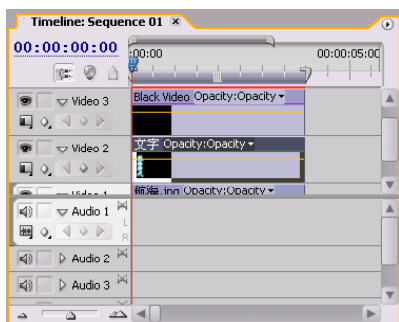 Timeline: Sequence 01
00:00:00:00
:00:00
00:00:05:00
Video 3
Black Video Opacity:Opacity
Video 2
文字 Opacity:Opacity
Video 1
航海.jpg Opacity:Opacity
Audio 1
L
R
Audio 2
Audio 3